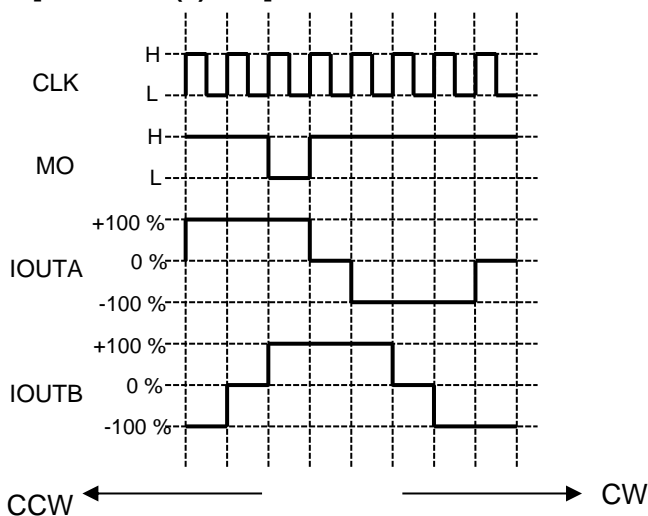 H
CLK
L
H
MO
L
+100 %
IOUTA
0 %
-100 %
+100 %
IOUTB
0 %
-100 %
CCW
CW